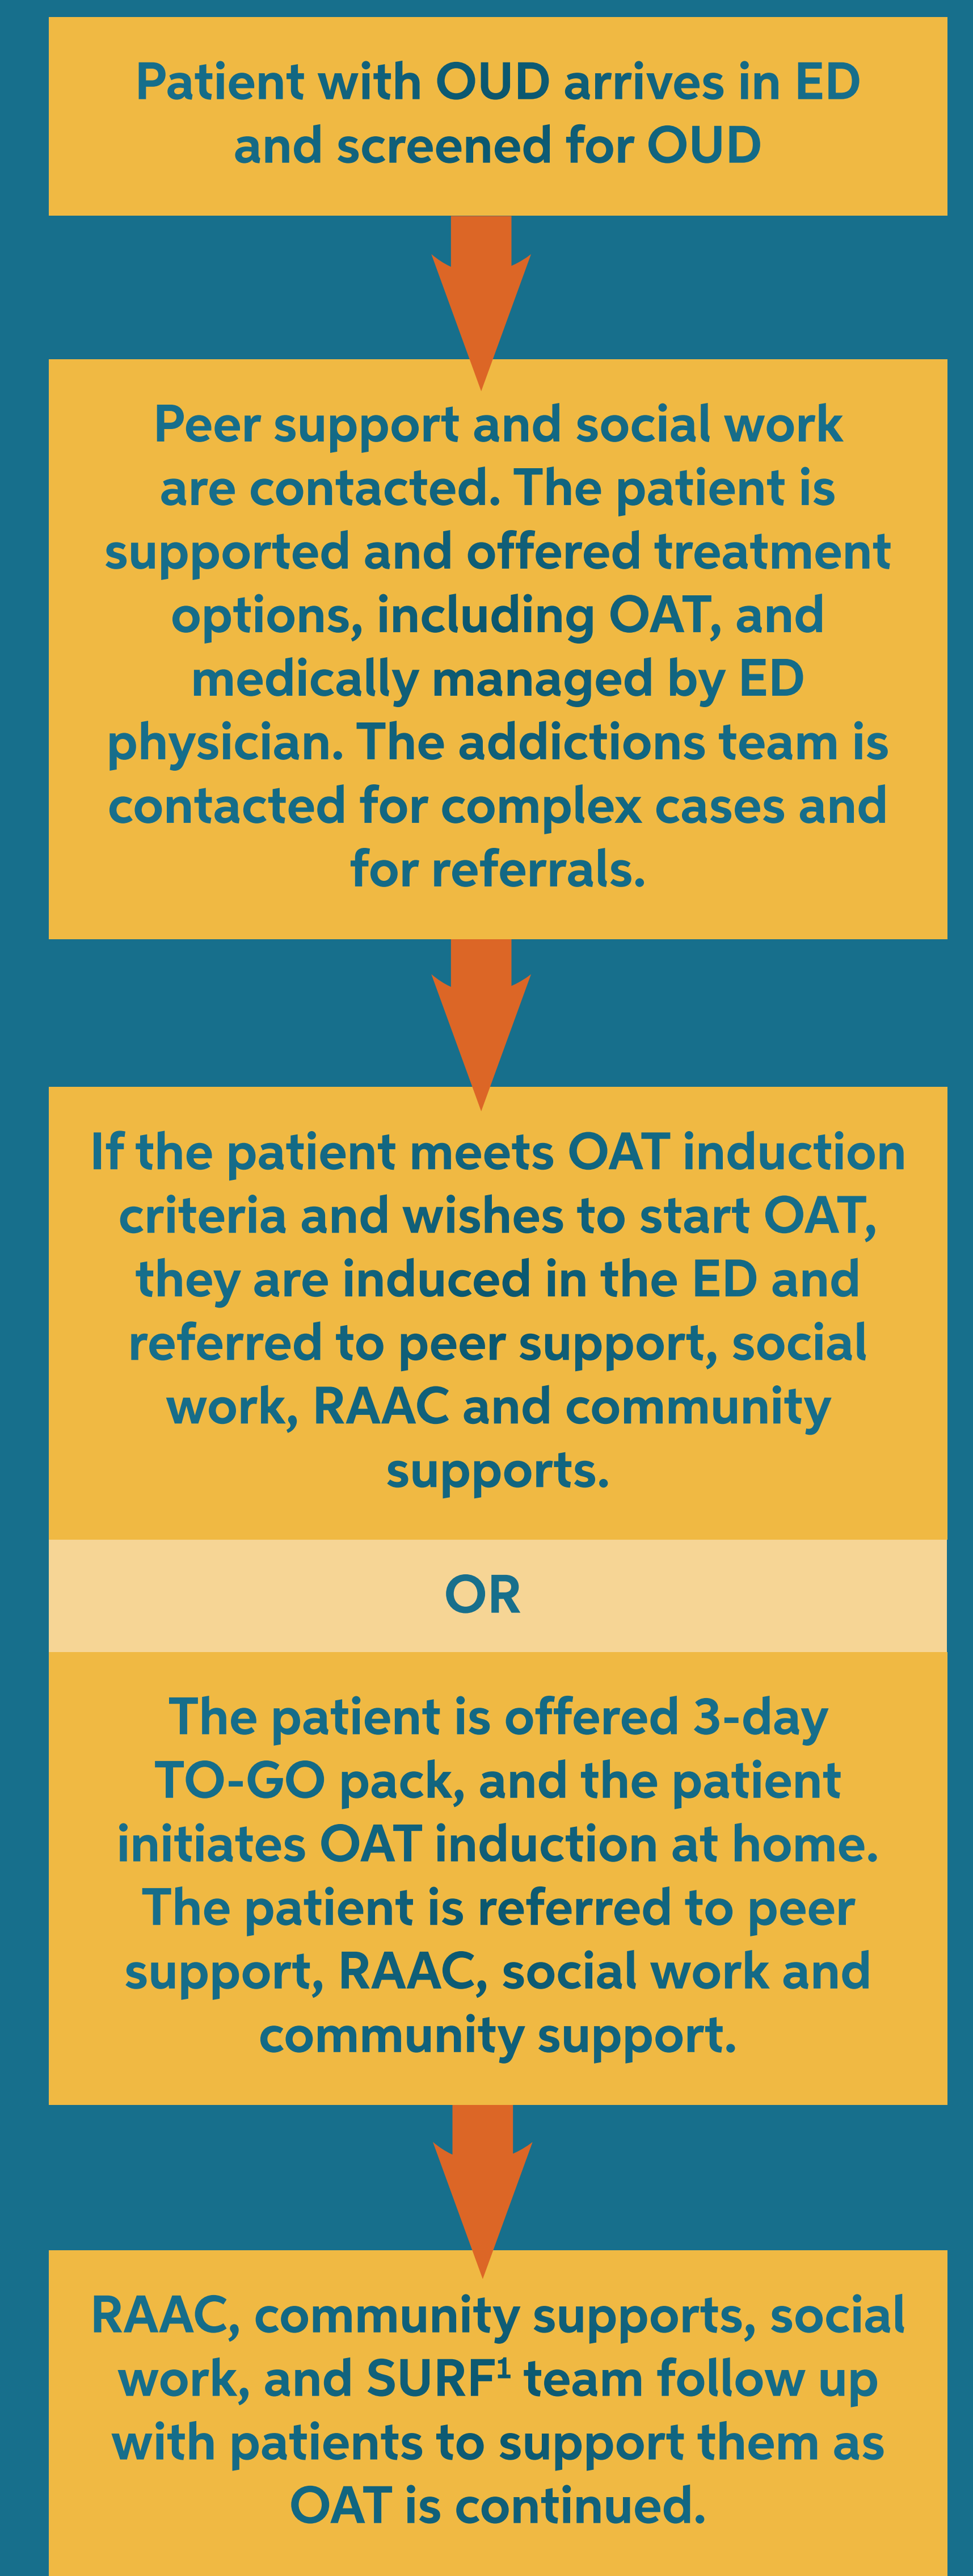 Patient with OUD arrives in ED
and screened for OUD
Peer support and social work
are contacted. The patient is
supported and offered treatment
options, including OAT, and
medically managed by ED
physician. The addictions team is
contacted for complex cases and
for referrals.
If the patient meets OAT induction
criteria and wishes to start OAT,
they are induced in the ED and
referred to peer support, social
work, RAAC and community
supports.
OR
The patient is offered 3-day
TO-GO pack, and the patient
initiates OAT induction at home.
The patient is referred to peer
support, RAAC, social work and
community support.
RAAC, community supports, social
work, and SURF¹ team follow up
with patients to support them as
OAT is continued.